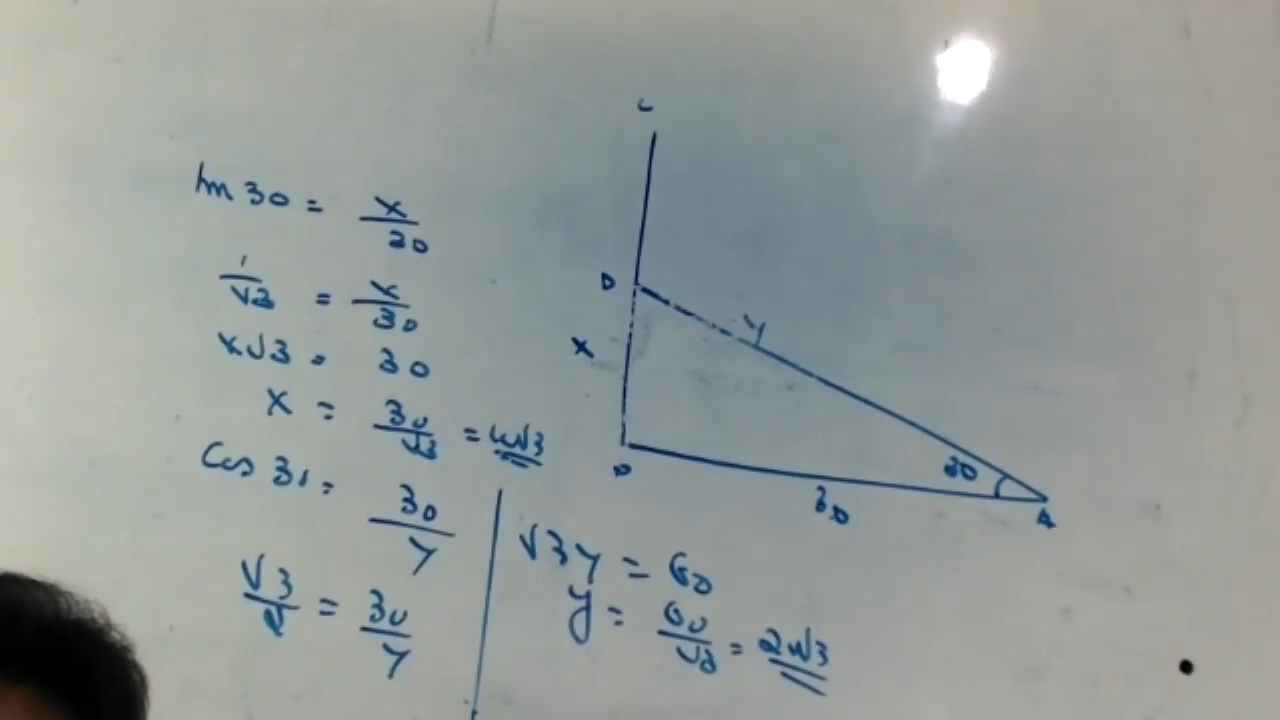 tan 30 = x/30
1/√3 = x/30
x√3 = 30
x = 30/√3 = 10√3
Cos 30 = 30/y
√3/2 = 30/y
√3y = 60
y = 60/√3 = 20√3
C
D
x
y
30
30
A